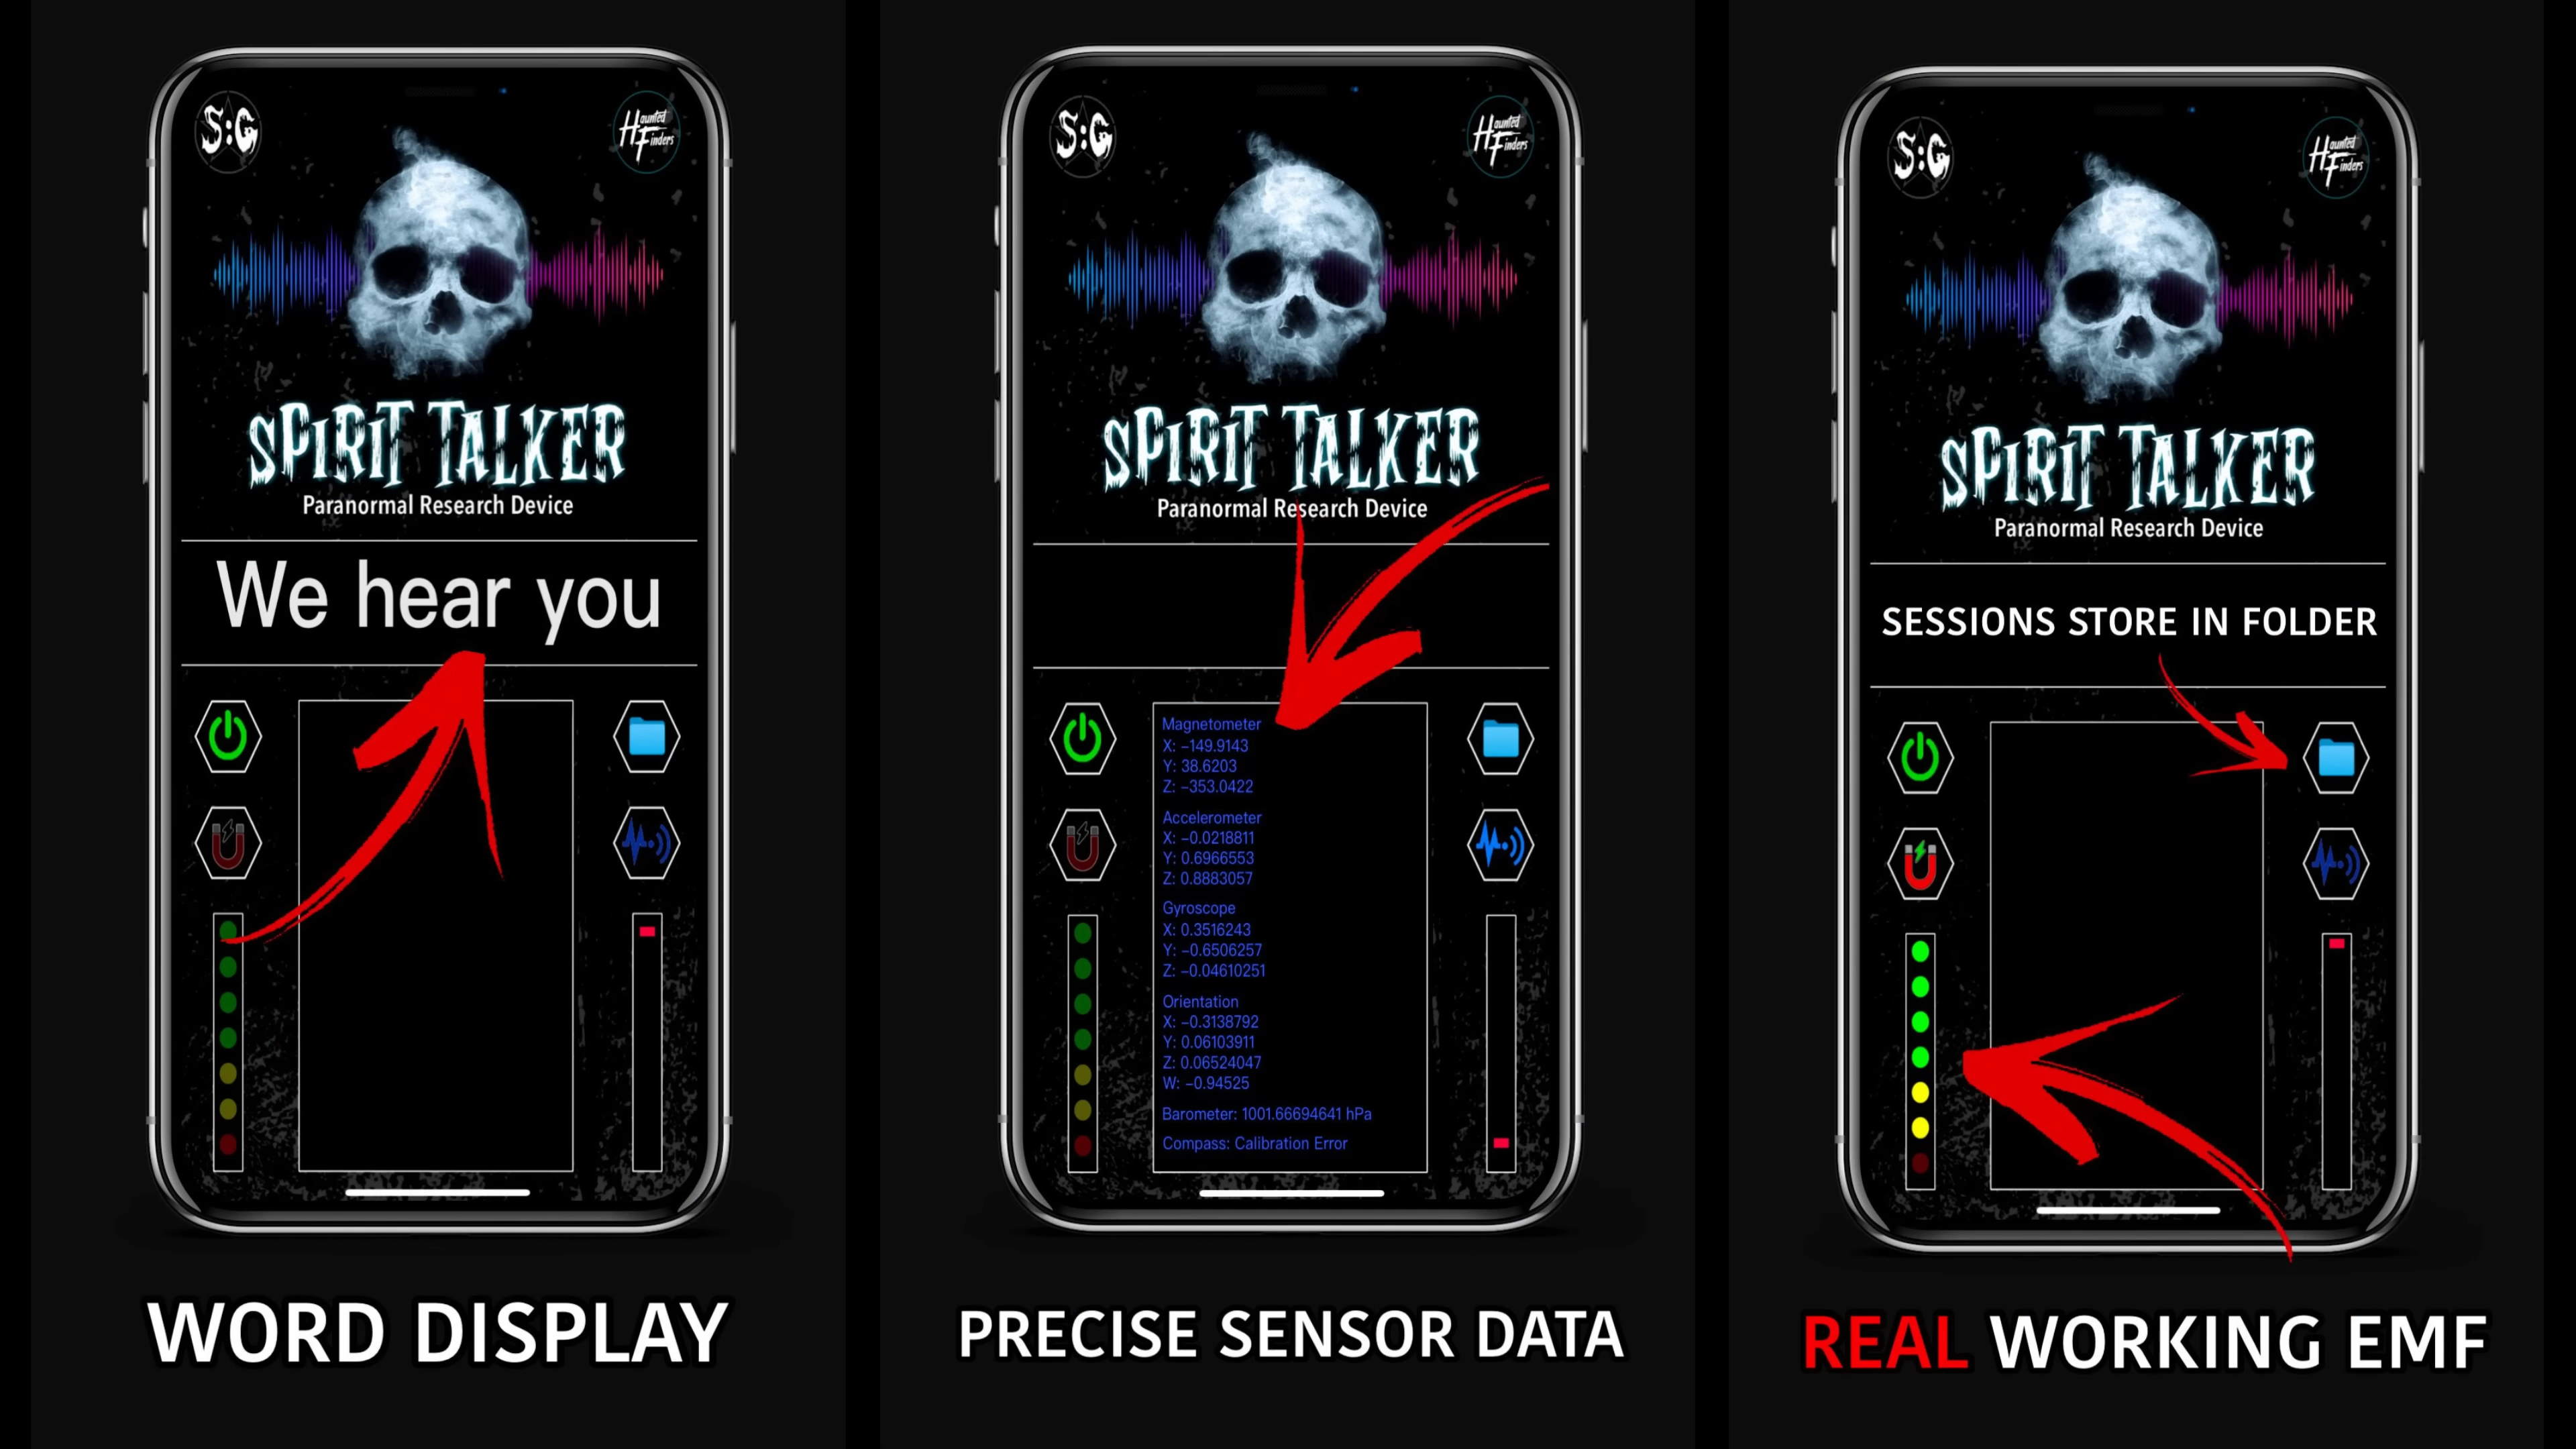 S:G
Haunted Finders
SPIRIT TALKER
Paranormal Research Device
We hear you
WORD DISPLAY
S:G
Haunted Finders
SPIRIT TALKER
Paranormal Research Device
Magnetometer
X: -149.9143
Y: 38.6203
Z: -353.0422
Accelerometer
X: -0.0218811
Y: 0.6966553
Z: 0.8883057
Gyroscope
X: 0.3516243
Y: -0.6506257
Z: -0.04610251
Orientation
X: -0.3138792
Y: 0.06103911
Z: 0.06524047
W: -0.94525
Barometer: 1001.66694641 hPa
Compass: Calibration Error
PRECISE SENSOR DATA
S:G
Haunted Finders
SPIRIT TALKER
Paranormal Research Device
SESSIONS STORE IN FOLDER
REAL WORKING EMF